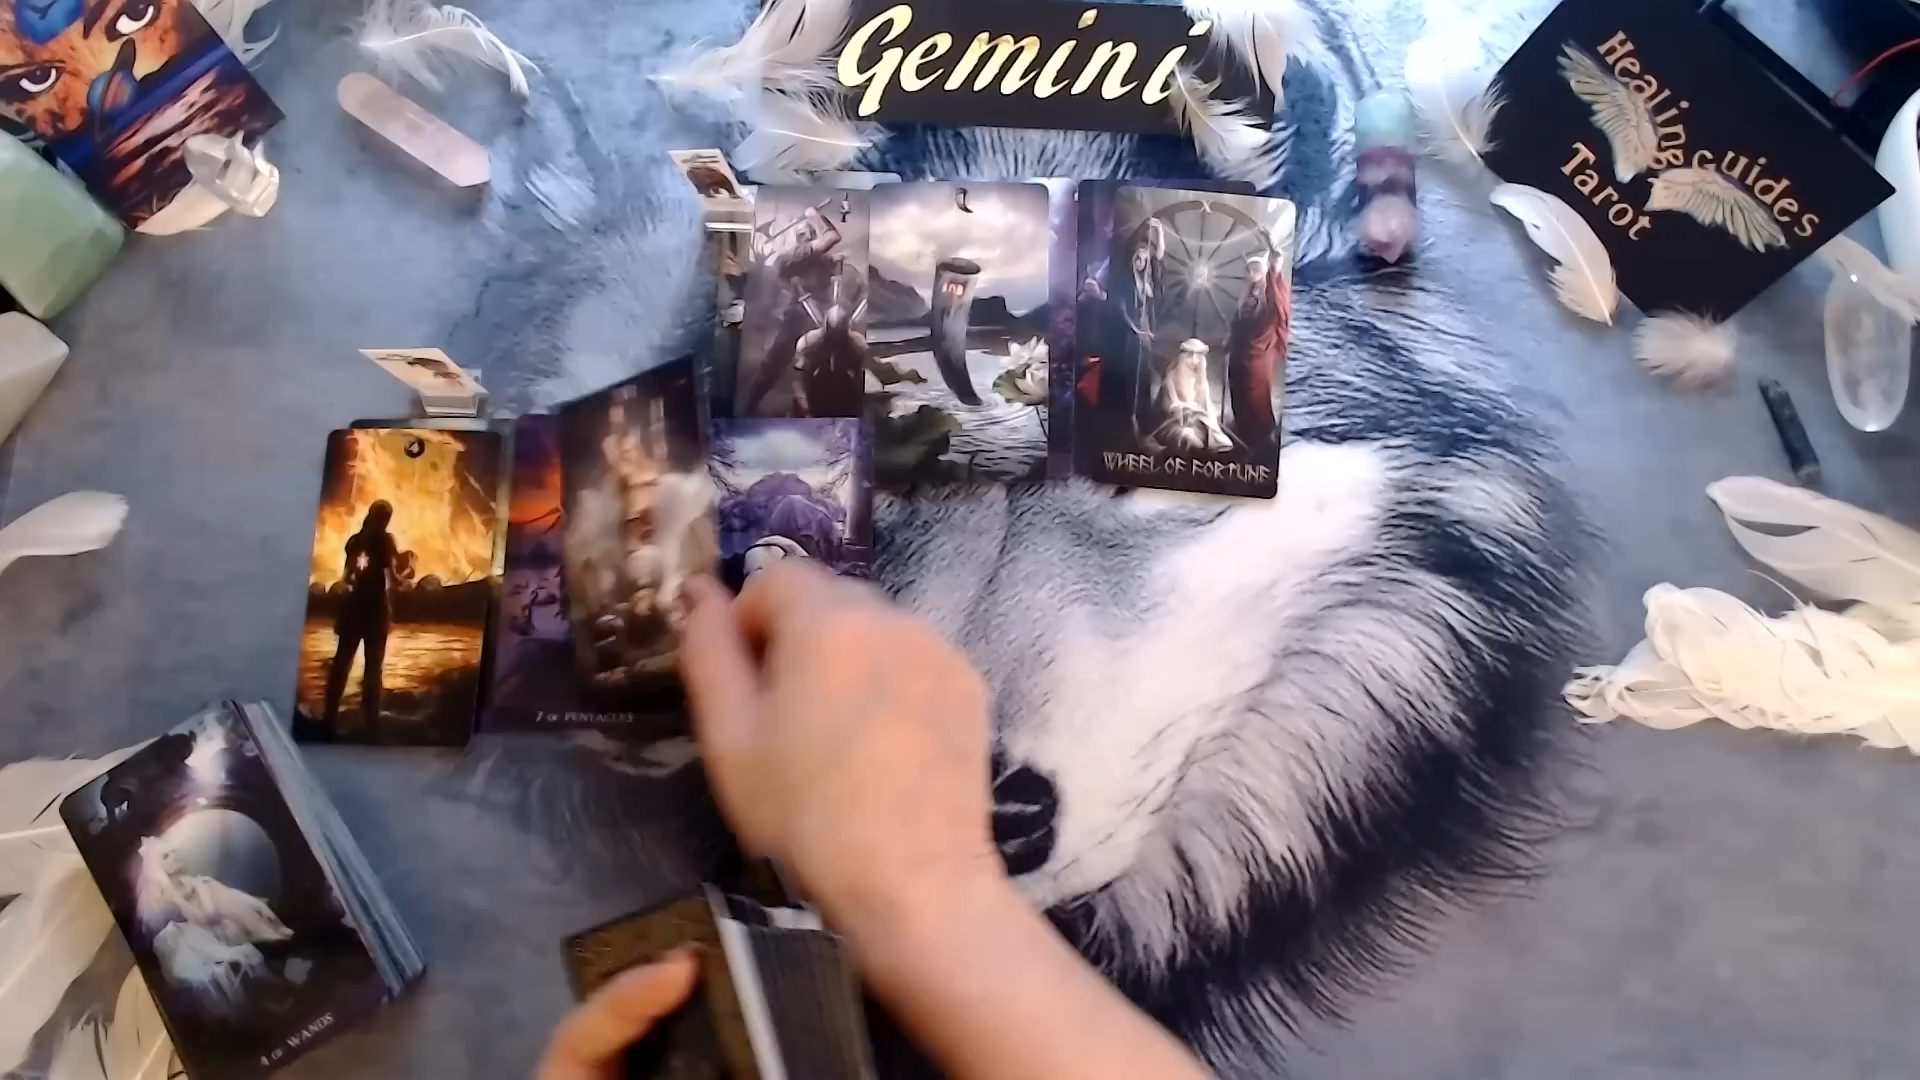 Gemini
Healing Guides
Tarot
X
WHEEL OF FORTUNE
7 OF PENTACLES
4 OF WANDS